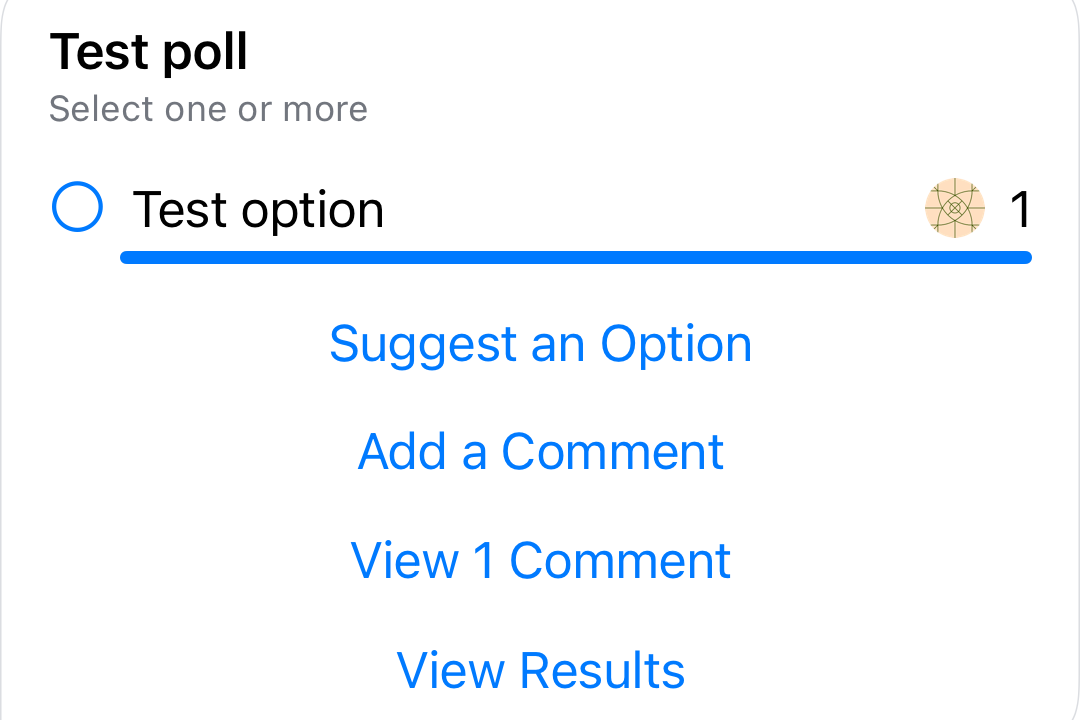 Test poll
Select one or more
Test option 1
Suggest an Option
Add a Comment
View 1 Comment
View Results